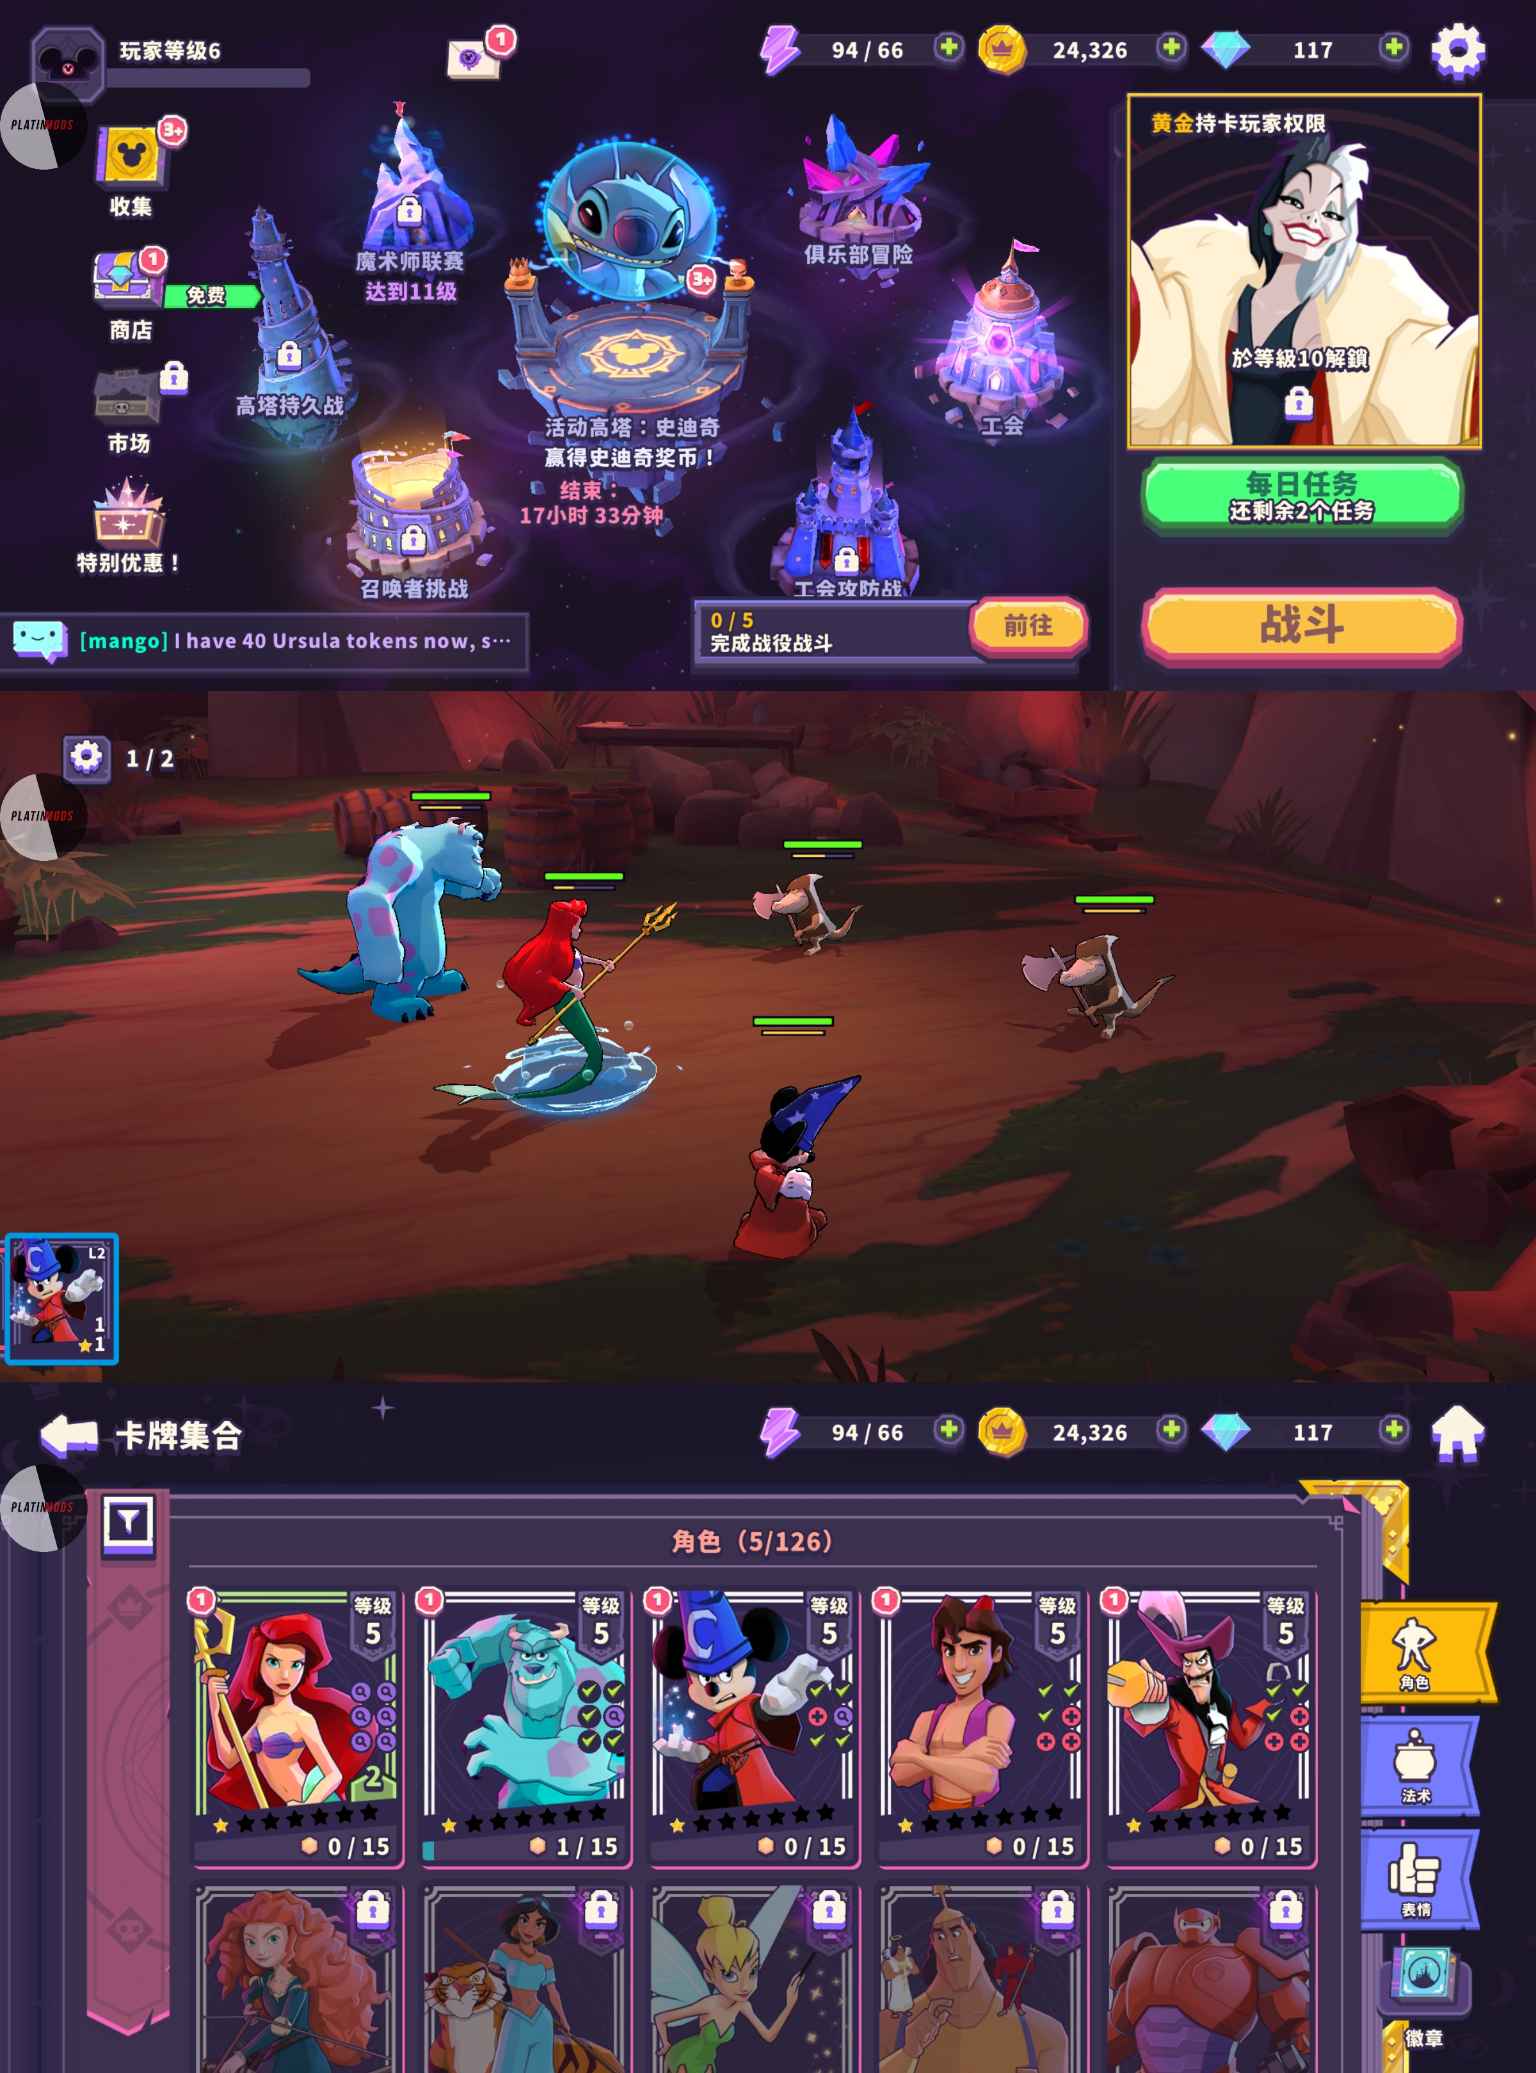 玩家等级6
1
94 / 66
24,326
117
PLATINMODS
3+
收集
1
免费
商店
市场
特别优惠！
魔术师联赛
达到11级
高塔持久战
召唤者挑战
3+
活动高塔：史迪奇
赢得史迪奇奖币！
结束：
17小时 33分钟
俱乐部冒险
工会
工会攻防战
黄金持卡玩家权限
於等級10解鎖
每日任务
还剩余2个任务
[mango] I have 40 Ursula tokens now, s···
0 / 5
完成战役战斗
前往
战斗
1 / 2
PLATINMODS
C
L2
1
1
卡牌集合
94 / 66
24,326
117
PLATINMODS
角色（5/126）
1
等级
5
2
0 / 15
1
等级
5
1 / 15
1
C
等级
5
0 / 15
1
等级
5
0 / 15
1
等级
5
0 / 15
角色
法术
表情
徽章